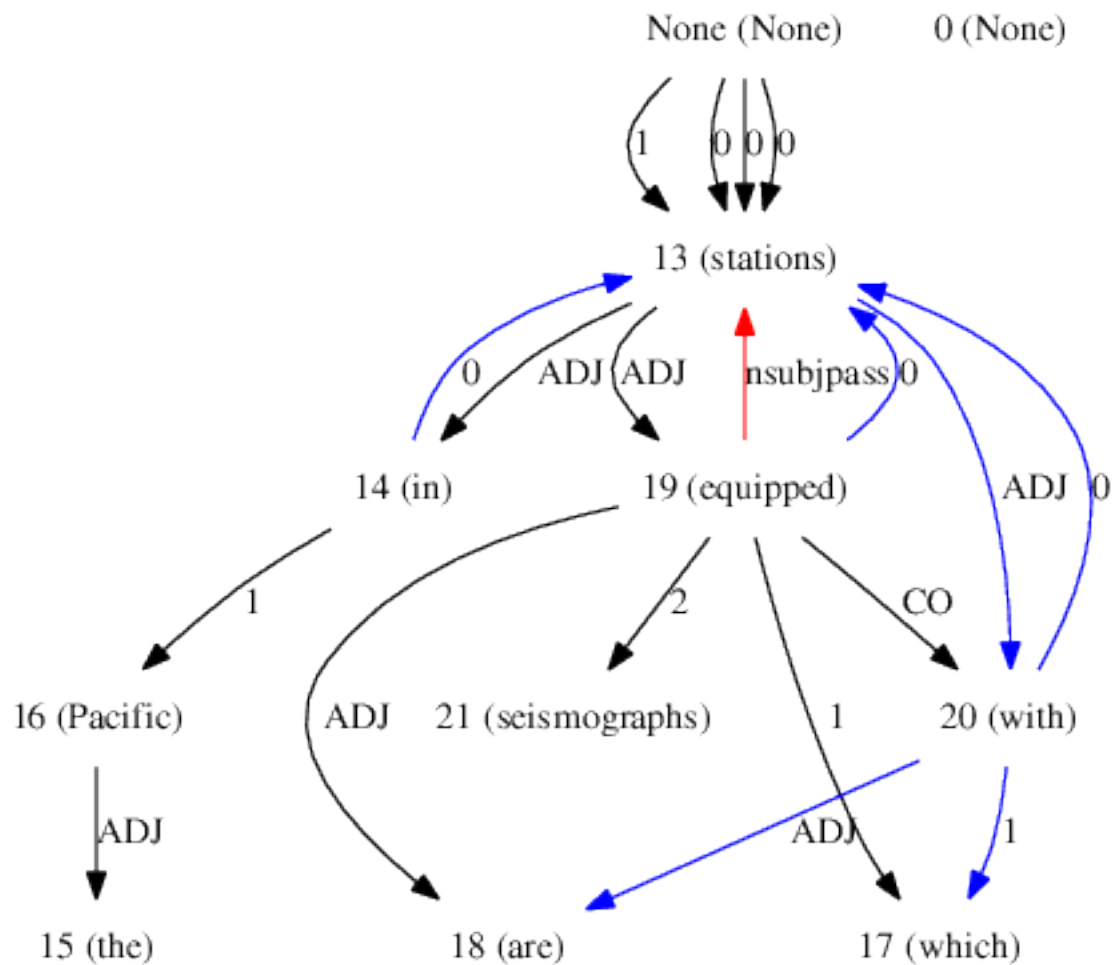 None (None) 0 (None)
1 0 0 0
13 (stations)
0 ADJ ADJ nsubjpass 0
14 (in) 19 (equipped) ADJ 0
1 2 CO
16 (Pacific) ADJ 21 (seismographs) 1 20 (with)
ADJ ADJ 1
15 (the) 18 (are) 17 (which)